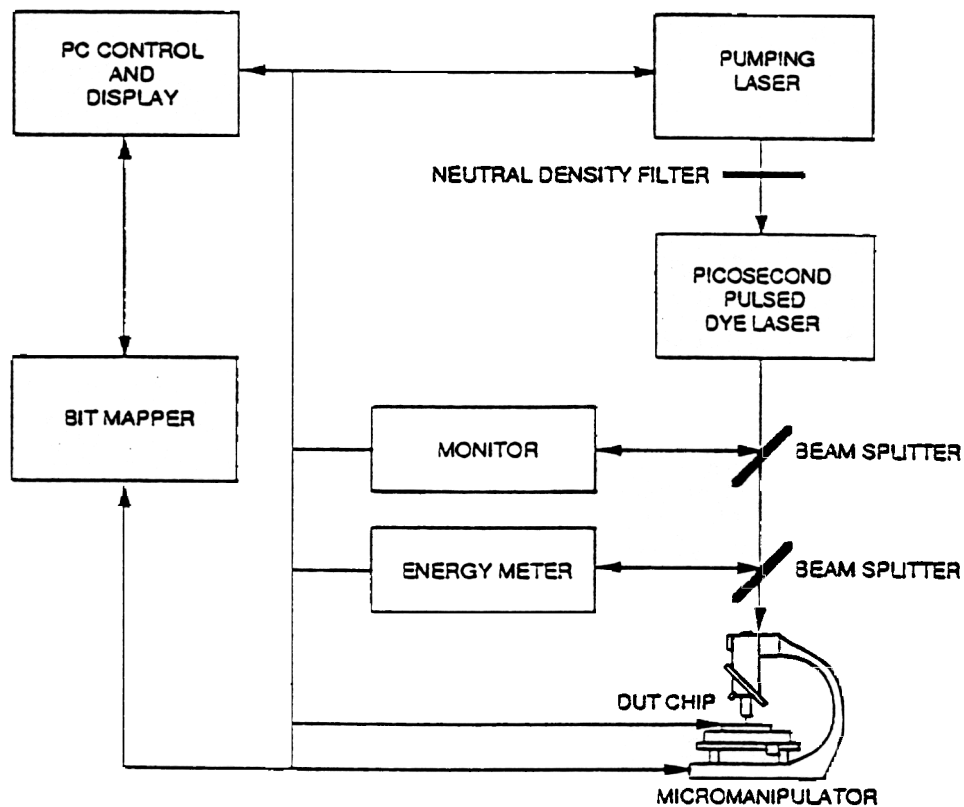 PC CONTROL
AND
DISPLAY
PUMPING
LASER
NEUTRAL DENSITY FILTER
PICOSECOND
PULSED
DYE LASER
BIT MAPPER
MONITOR
BEAM SPLITTER
ENERGY METER
BEAM SPLITTER
DUT CHIP
MICROMANIPULATOR